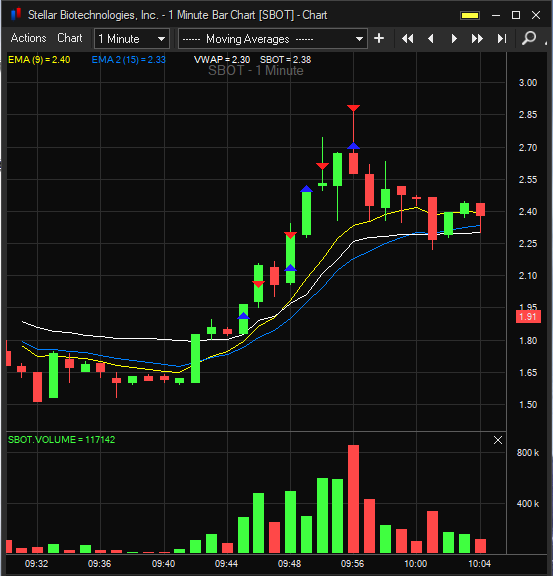 Stellar Biotechnologies, Inc. - 1 Minute Bar Chart [SBOT] - Chart
Actions Chart 1 Minute ----- Moving Averages ------
EMA (9) = 2.40 EMA 2 (15) = 2.33 VWAP = 2.30 SBOT = 2.38
SBOT - 1 Minute
3.00
2.85
2.70
2.55
2.40
2.25
2.10
1.95
1.91
1.80
1.65
1.50
SBOT.VOLUME = 117142
800 k
400 k
09:32 09:36 09:40 09:44 09:48 09:52 09:56 10:00 10:04